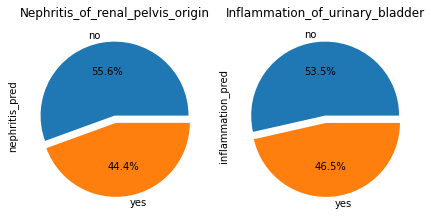 Nephritis_of_renal_pelvis_origin
no
55.6%
nephritis_pred
44.4%
yes
Inflammation_of_urinary_bladder
no
53.5%
inflammation_pred
46.5%
yes